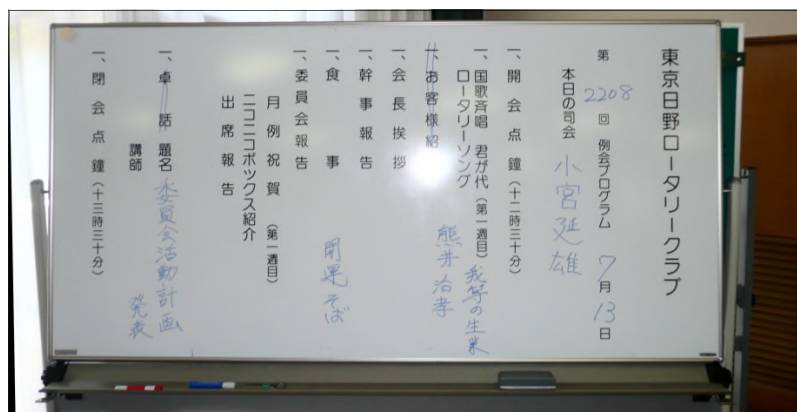 東京日野ロータリークラブ
第2208回 例会プログラム 7月13日
本日の司会 小宮延雄
一、開会点鐘(十二時三十分)
一、国歌斉唱 君が代(第一週目)
ロータリーソング 我等の生業
一、お客様紹介 熊井治孝
一、会長挨拶
一、幹事報告
一、食事 開運そば
一、委員会報告
月例祝賀(第一週目)
ニコニコボックス紹介
出席報告
一、卓話 題名 委員会活動計画
講師 発表
一、閉会点鐘(十三時三十分)